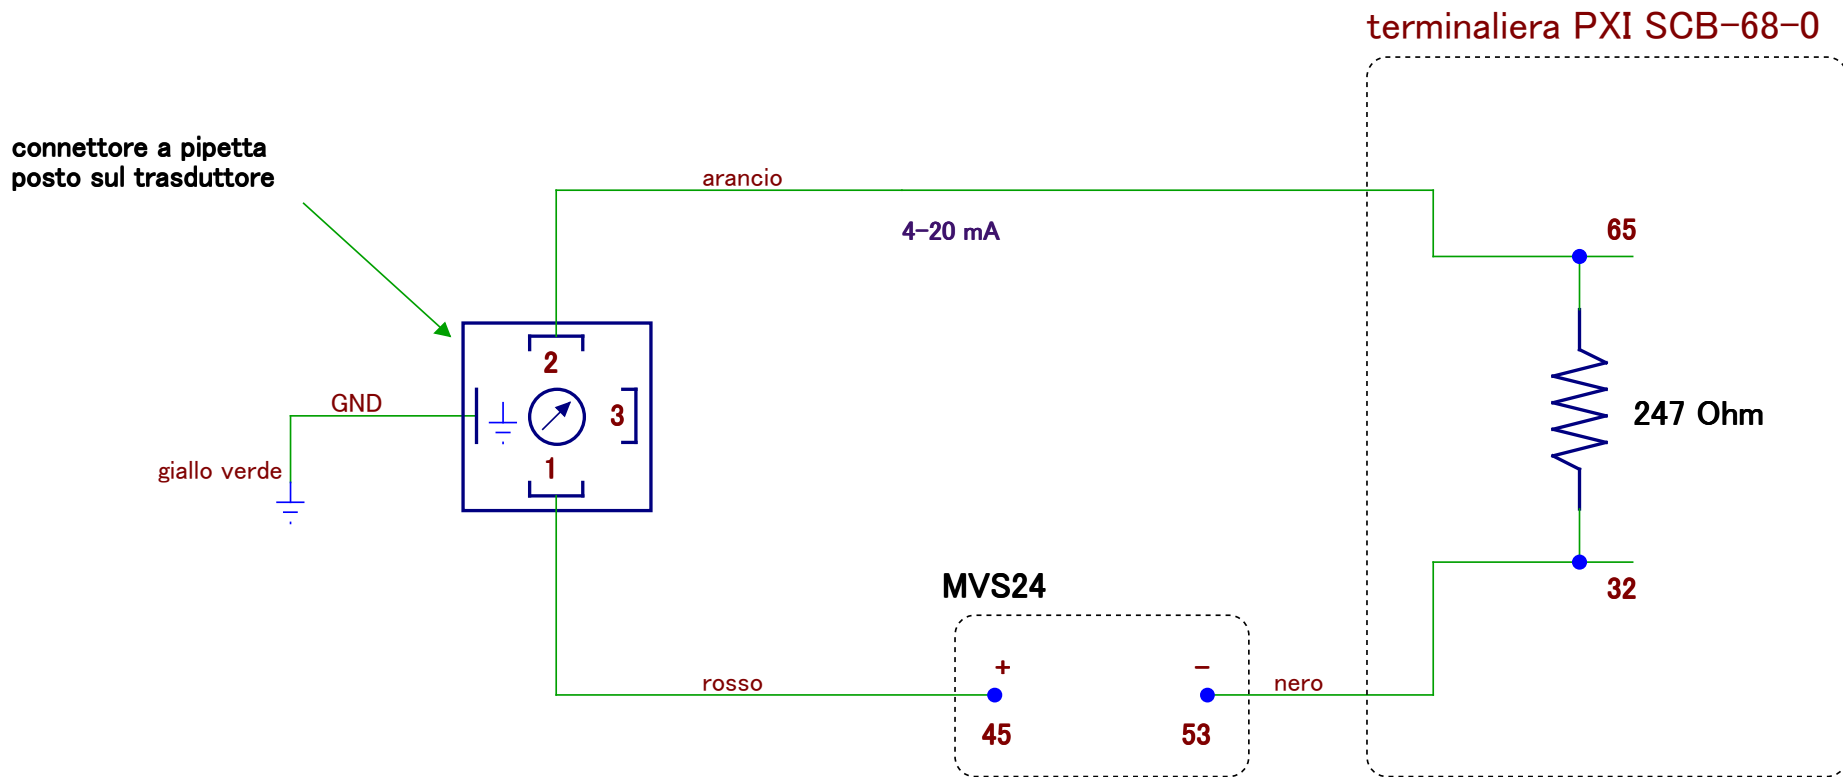 terminaliera PXI SCB-68-0
connettore a pipetta
posto sul trasduttore
arancio
4-20 mA
65
2
GND
3
247 Ohm
1
giallo verde
MVS24
32
+ -
rosso
nero
45
53